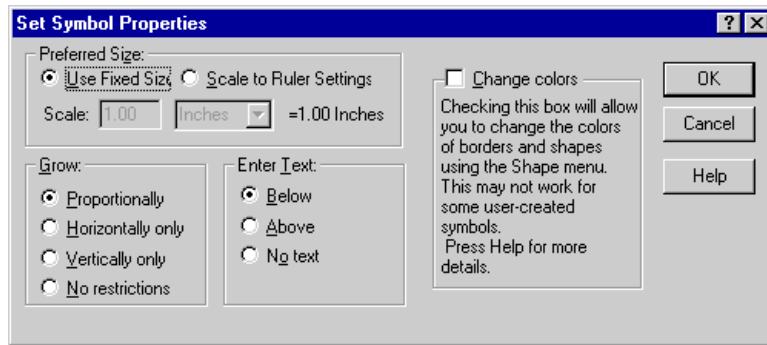 Set Symbol Properties
Preferred Size:
Use Fixed Size
Scale to Ruler Settings
Scale: 1.00 Inches =1.00 Inches
Grow:
Proportionally
Horizontally only
Vertically only
No restrictions
Enter Text:
Below
Above
No text
Change colors
Checking this box will allow
you to change the colors
of borders and shapes
using the Shape menu.
This may not work for
some user-created
symbols.
Press Help for more
details.
OK
Cancel
Help